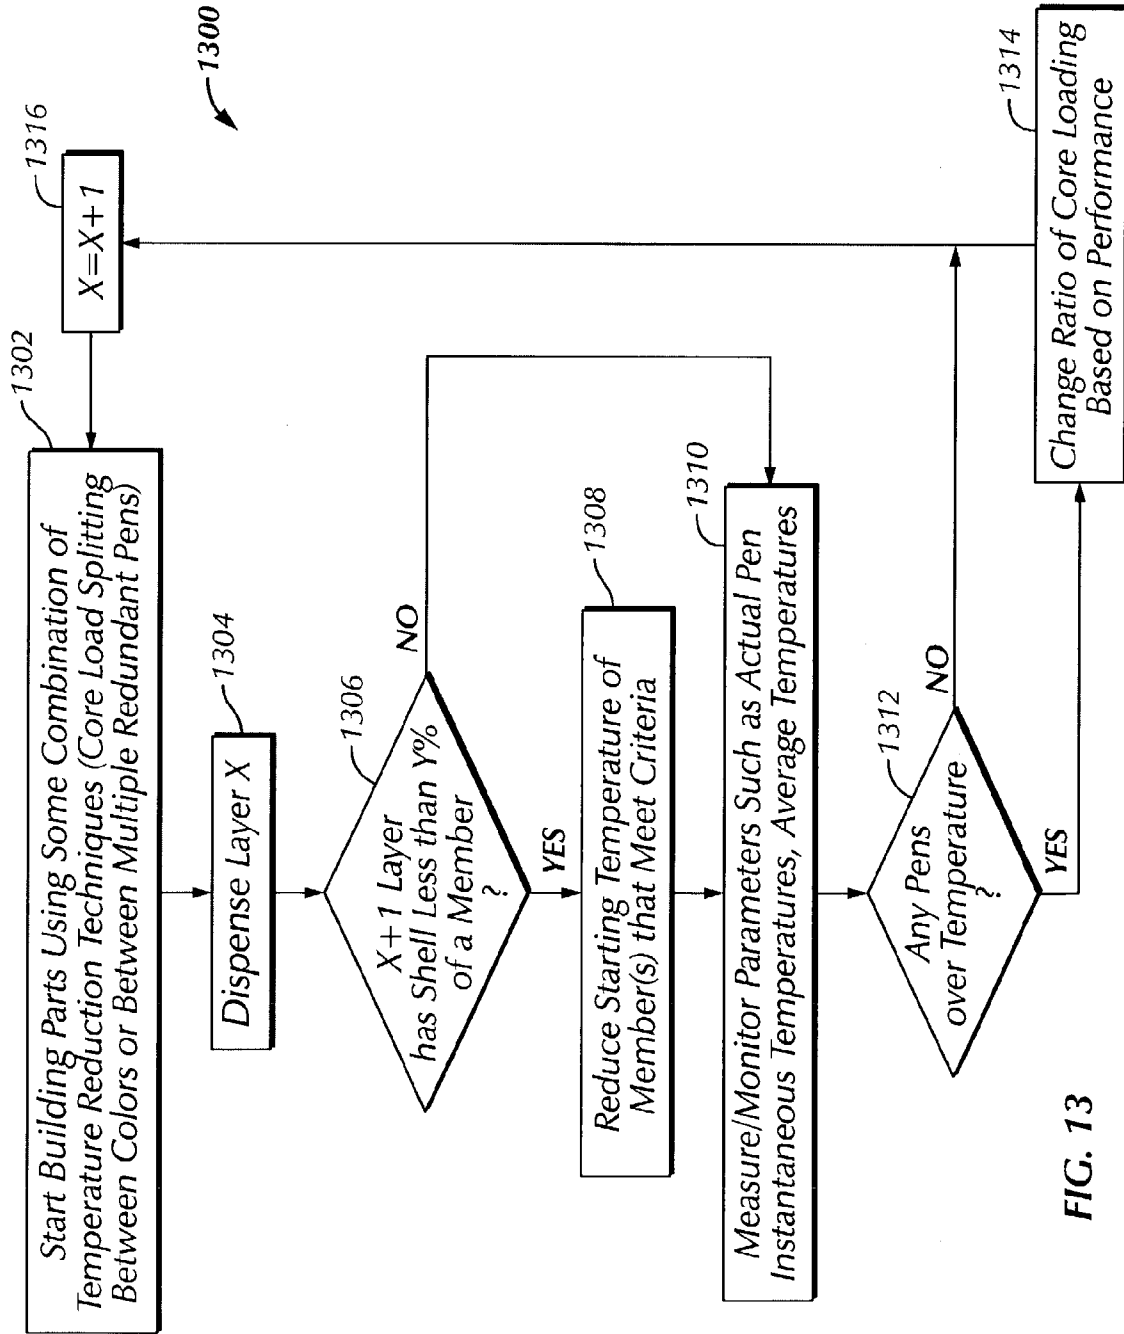 1300
1316
X=X+1
1302
Start Building Parts Using Some Combination of
Temperature Reduction Techniques (Core Load Splitting
Between Colors or Between Multiple Redundant Pens)
1304
Dispense Layer X
1306
X+1 Layer
has Shell Less than Y%
of a Member
?
NO
YES
1308
Reduce Starting Temperature of
Member(s) that Meet Criteria
1310
Measure/Monitor Parameters Such as Actual Pen
Instantaneous Temperatures, Average Temperatures
1312
Any Pens
over Temperature
?
NO
YES
1314
Change Ratio of Core Loading
Based on Performance
FIG. 13